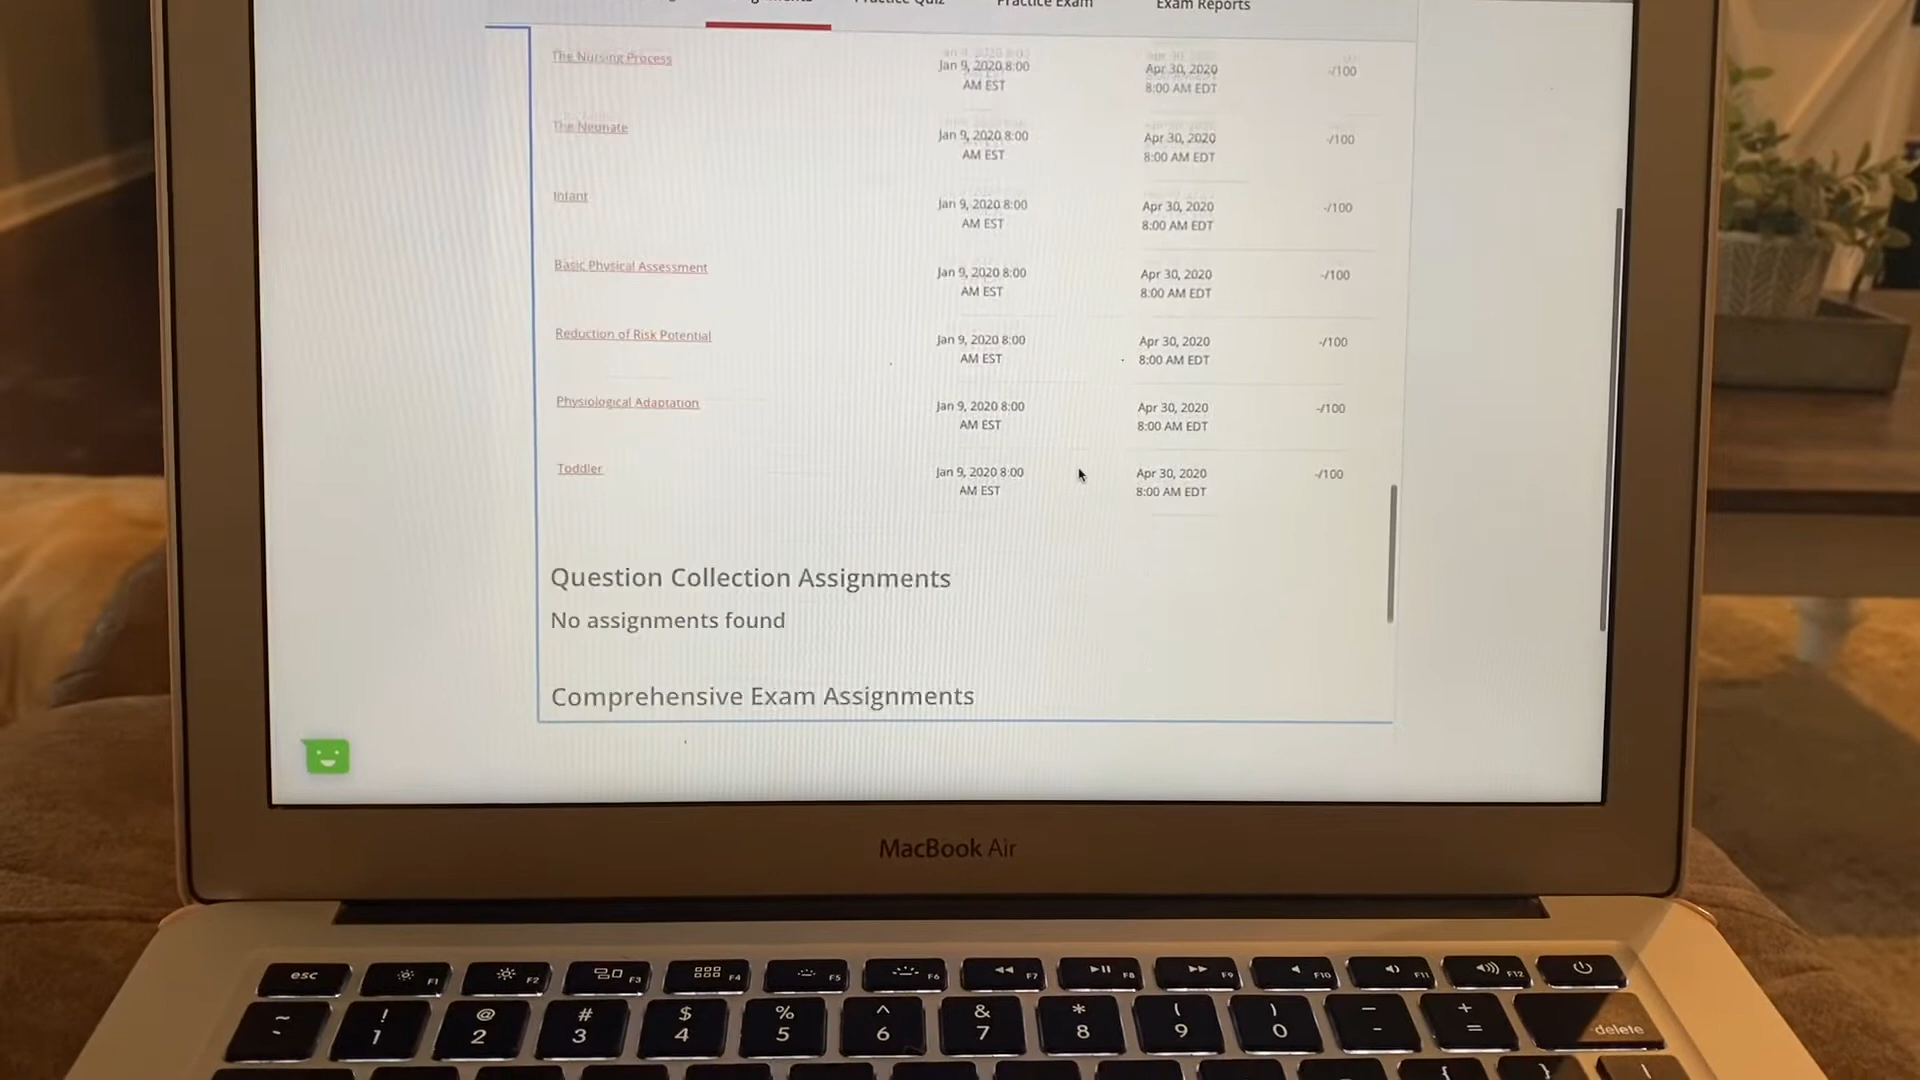 Practice Quiz
Practice Exam
Exam Reports
The Nursing Process
Jan 9, 2020 8:00
AM EST
Apr 30, 2020
8:00 AM EDT
-/100
The Neonate
Jan 9, 2020 8:00
AM EST
Apr 30, 2020
8:00 AM EDT
-/100
Infant
Jan 9, 2020 8:00
AM EST
Apr 30, 2020
8:00 AM EDT
-/100
Basic Physical Assessment
Jan 9, 2020 8:00
AM EST
Apr 30, 2020
8:00 AM EDT
-/100
Reduction of Risk Potential
Jan 9, 2020 8:00
AM EST
Apr 30, 2020
8:00 AM EDT
-/100
Physiological Adaptation
Jan 9, 2020 8:00
AM EST
Apr 30, 2020
8:00 AM EDT
-/100
Toddler
Jan 9, 2020 8:00
AM EST
Apr 30, 2020
8:00 AM EDT
-/100
Question Collection Assignments
No assignments found
Comprehensive Exam Assignments
MacBook Air
esc F1 F2 F3 F4 F5 F6 F7 F8 F9 F10 F11 F12
~ ! @ # $ % ^ & * ( ) — +
` 1 2 3 4 5 6 7 8 9 0 - = delete
{ } |